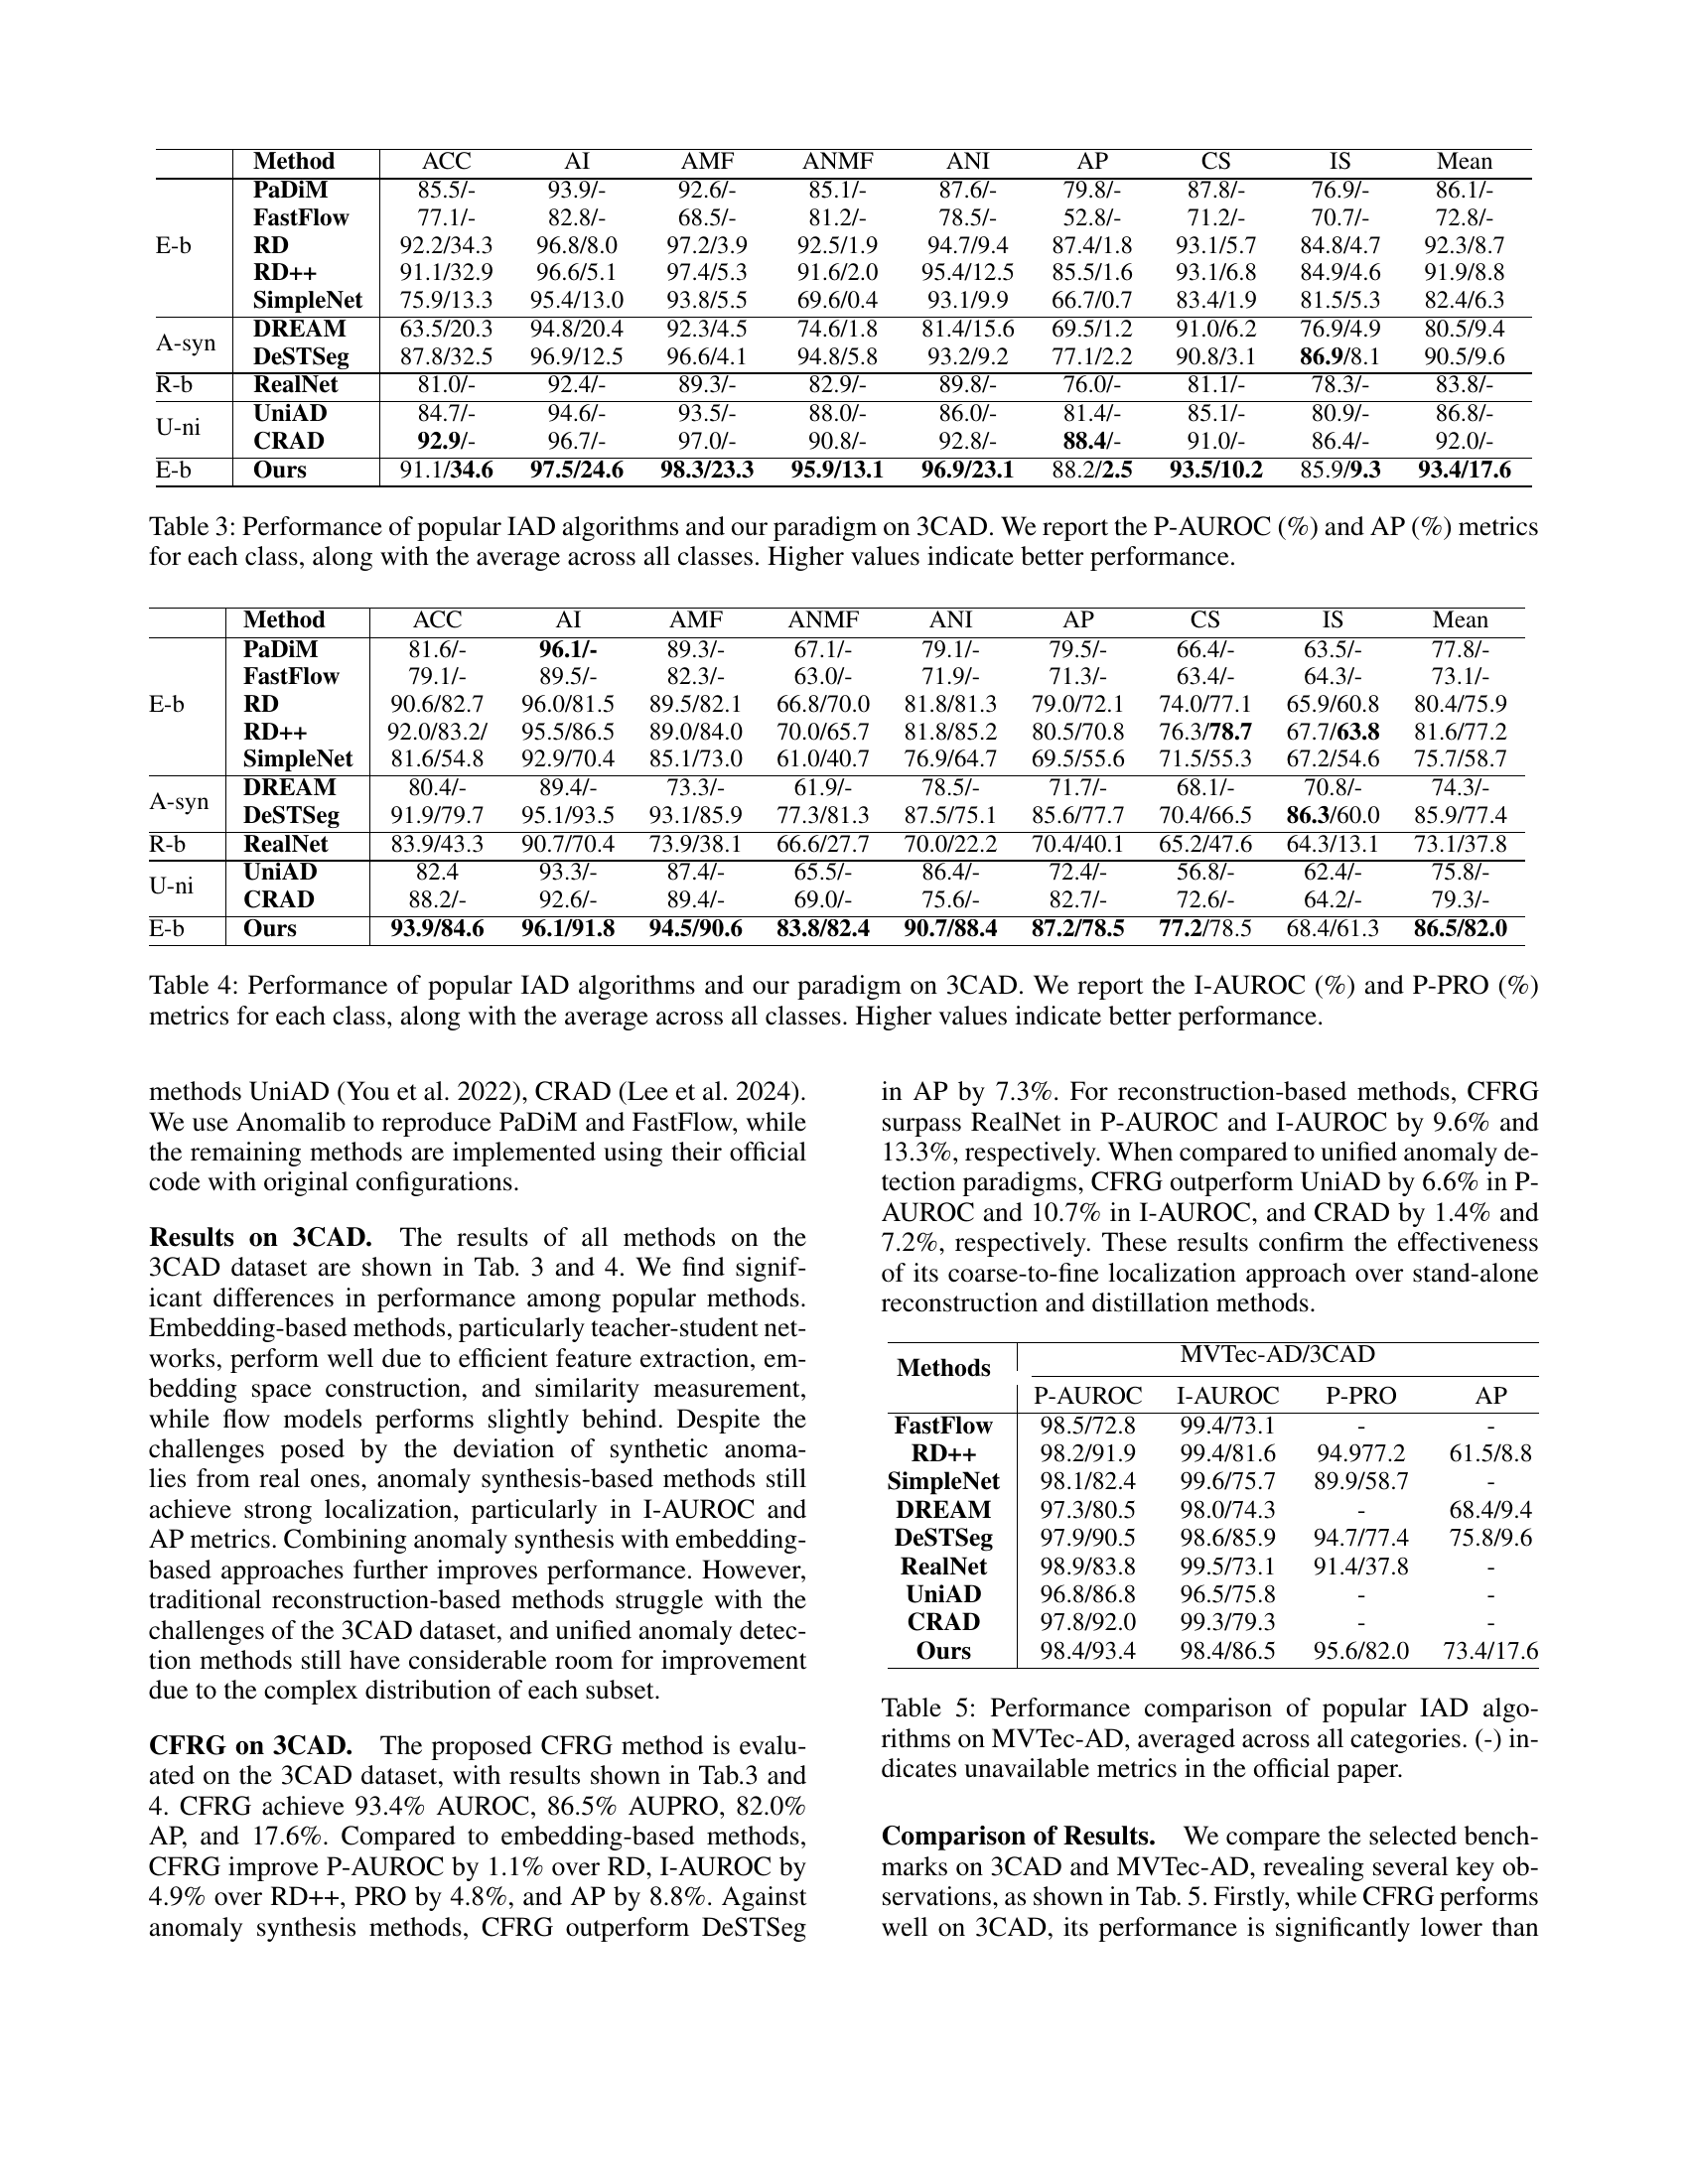 Method ACC AI AMF ANMF ANI AP CS IS Mean
E-b
PaDiM 85.5/- 93.9/- 92.6/- 85.1/- 87.6/- 79.8/- 87.8/- 76.9/- 86.1/-
FastFlow 77.1/- 82.8/- 68.5/- 81.2/- 78.5/- 52.8/- 71.2/- 70.7/- 72.8/-
RD 92.2/34.3 96.8/8.0 97.2/3.9 92.5/1.9 94.7/9.4 87.4/1.8 93.1/5.7 84.8/4.7 92.3/8.7
RD++ 91.1/32.9 96.6/5.1 97.4/5.3 91.6/2.0 95.4/12.5 85.5/1.6 93.1/6.8 84.9/4.6 91.9/8.8
SimpleNet 75.9/13.3 95.4/13.0 93.8/5.5 69.6/0.4 93.1/9.9 66.7/0.7 83.4/1.9 81.5/5.3 82.4/6.3
A-syn
DREAM 63.5/20.3 94.8/20.4 92.3/4.5 74.6/1.8 81.4/15.6 69.5/1.2 91.0/6.2 76.9/4.9 80.5/9.4
DeSTSeg 87.8/32.5 96.9/12.5 96.6/4.1 94.8/5.8 93.2/9.2 77.1/2.2 90.8/3.1 86.9/8.1 90.5/9.6
R-b RealNet 81.0/- 92.4/- 89.3/- 82.9/- 89.8/- 76.0/- 81.1/- 78.3/- 83.8/-
U-ni
UniAD 84.7/- 94.6/- 93.5/- 88.0/- 86.0/- 81.4/- 85.1/- 80.9/- 86.8/-
CRAD 92.9/- 96.7/- 97.0/- 90.8/- 92.8/- 88.4/- 91.0/- 86.4/- 92.0/-
E-b Ours 91.1/34.6 97.5/24.6 98.3/23.3 95.9/13.1 96.9/23.1 88.2/2.5 93.5/10.2 85.9/9.3 93.4/17.6
Table 3: Performance of popular IAD algorithms and our paradigm on 3CAD. We report the P-AUROC (%) and AP (%) metrics
for each class, along with the average across all classes. Higher values indicate better performance.
Method ACC AI AMF ANMF ANI AP CS IS Mean
E-b
PaDiM 81.6/- 96.1/- 89.3/- 67.1/- 79.1/- 79.5/- 66.4/- 63.5/- 77.8/-
FastFlow 79.1/- 89.5/- 82.3/- 63.0/- 71.9/- 71.3/- 63.4/- 64.3/- 73.1/-
RD 90.6/82.7 96.0/81.5 89.5/82.1 66.8/70.0 81.8/81.3 79.0/72.1 74.0/77.1 65.9/60.8 80.4/75.9
RD++ 92.0/83.2/ 95.5/86.5 89.0/84.0 70.0/65.7 81.8/85.2 80.5/70.8 76.3/78.7 67.7/63.8 81.6/77.2
SimpleNet 81.6/54.8 92.9/70.4 85.1/73.0 61.0/40.7 76.9/64.7 69.5/55.6 71.5/55.3 67.2/54.6 75.7/58.7
A-syn
DREAM 80.4/- 89.4/- 73.3/- 61.9/- 78.5/- 71.7/- 68.1/- 70.8/- 74.3/-
DeSTSeg 91.9/79.7 95.1/93.5 93.1/85.9 77.3/81.3 87.5/75.1 85.6/77.7 70.4/66.5 86.3/60.0 85.9/77.4
R-b RealNet 83.9/43.3 90.7/70.4 73.9/38.1 66.6/27.7 70.0/22.2 70.4/40.1 65.2/47.6 64.3/13.1 73.1/37.8
U-ni
UniAD 82.4 93.3/- 87.4/- 65.5/- 86.4/- 72.4/- 56.8/- 62.4/- 75.8/-
CRAD 88.2/- 92.6/- 89.4/- 69.0/- 75.6/- 82.7/- 72.6/- 64.2/- 79.3/-
E-b Ours 93.9/84.6 96.1/91.8 94.5/90.6 83.8/82.4 90.7/88.4 87.2/78.5 77.2/78.5 68.4/61.3 86.5/82.0
Table 4: Performance of popular IAD algorithms and our paradigm on 3CAD. We report the I-AUROC (%) and P-PRO (%)
metrics for each class, along with the average across all classes. Higher values indicate better performance.
methods UniAD (You et al. 2022), CRAD (Lee et al. 2024).
We use Anomalib to reproduce PaDiM and FastFlow, while
the remaining methods are implemented using their official
code with original configurations.
Results on 3CAD. The results of all methods on the
3CAD dataset are shown in Tab. 3 and 4. We find signif-
icant differences in performance among popular methods.
Embedding-based methods, particularly teacher-student net-
works, perform well due to efficient feature extraction, em-
bedding space construction, and similarity measurement,
while flow models performs slightly behind. Despite the
challenges posed by the deviation of synthetic anoma-
lies from real ones, anomaly synthesis-based methods still
achieve strong localization, particularly in I-AUROC and
AP metrics. Combining anomaly synthesis with embedding-
based approaches further improves performance. However,
traditional reconstruction-based methods struggle with the
challenges of the 3CAD dataset, and unified anomaly detec-
tion methods still have considerable room for improvement
due to the complex distribution of each subset.
CFRG on 3CAD. The proposed CFRG method is evalu-
ated on the 3CAD dataset, with results shown in Tab.3 and
4. CFRG achieve 93.4% AUROC, 86.5% AUPRO, 82.0%
AP, and 17.6%. Compared to embedding-based methods,
CFRG improve P-AUROC by 1.1% over RD, I-AUROC by
4.9% over RD++, PRO by 4.8%, and AP by 8.8%. Against
anomaly synthesis methods, CFRG outperform DeSTSeg
in AP by 7.3%. For reconstruction-based methods, CFRG
surpass RealNet in P-AUROC and I-AUROC by 9.6% and
13.3%, respectively. When compared to unified anomaly de-
tection paradigms, CFRG outperform UniAD by 6.6% in P-
AUROC and 10.7% in I-AUROC, and CRAD by 1.4% and
7.2%, respectively. These results confirm the effectiveness
of its coarse-to-fine localization approach over stand-alone
reconstruction and distillation methods.
Methods MVTec-AD/3CAD
P-AUROC I-AUROC P-PRO AP
FastFlow 98.5/72.8 99.4/73.1 - -
RD++ 98.2/91.9 99.4/81.6 94.977.2 61.5/8.8
SimpleNet 98.1/82.4 99.6/75.7 89.9/58.7 -
DREAM 97.3/80.5 98.0/74.3 - 68.4/9.4
DeSTSeg 97.9/90.5 98.6/85.9 94.7/77.4 75.8/9.6
RealNet 98.9/83.8 99.5/73.1 91.4/37.8 -
UniAD 96.8/86.8 96.5/75.8 - -
CRAD 97.8/92.0 99.3/79.3 - -
Ours 98.4/93.4 98.4/86.5 95.6/82.0 73.4/17.6
Table 5: Performance comparison of popular IAD algo-
rithms on MVTec-AD, averaged across all categories. (-) in-
dicates unavailable metrics in the official paper.
Comparison of Results. We compare the selected bench-
marks on 3CAD and MVTec-AD, revealing several key ob-
servations, as shown in Tab. 5. Firstly, while CFRG performs
well on 3CAD, its performance is significantly lower than